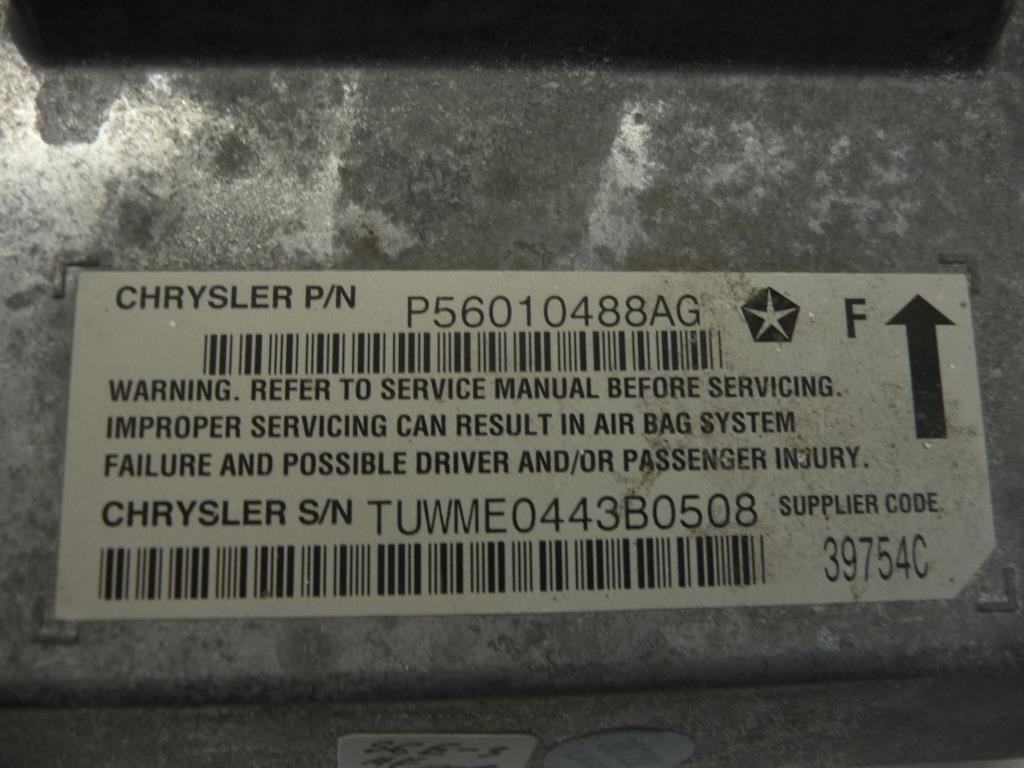 CHRYSLER P/N P56010488AG F
WARNING. REFER TO SERVICE MANUAL BEFORE SERVICING.
IMPROPER SERVICING CAN RESULT IN AIR BAG SYSTEM
FAILURE AND POSSIBLE DRIVER AND/OR PASSENGER INJURY.
CHRYSLER S/N TUWME0443B0508 SUPPLIER CODE
39754C